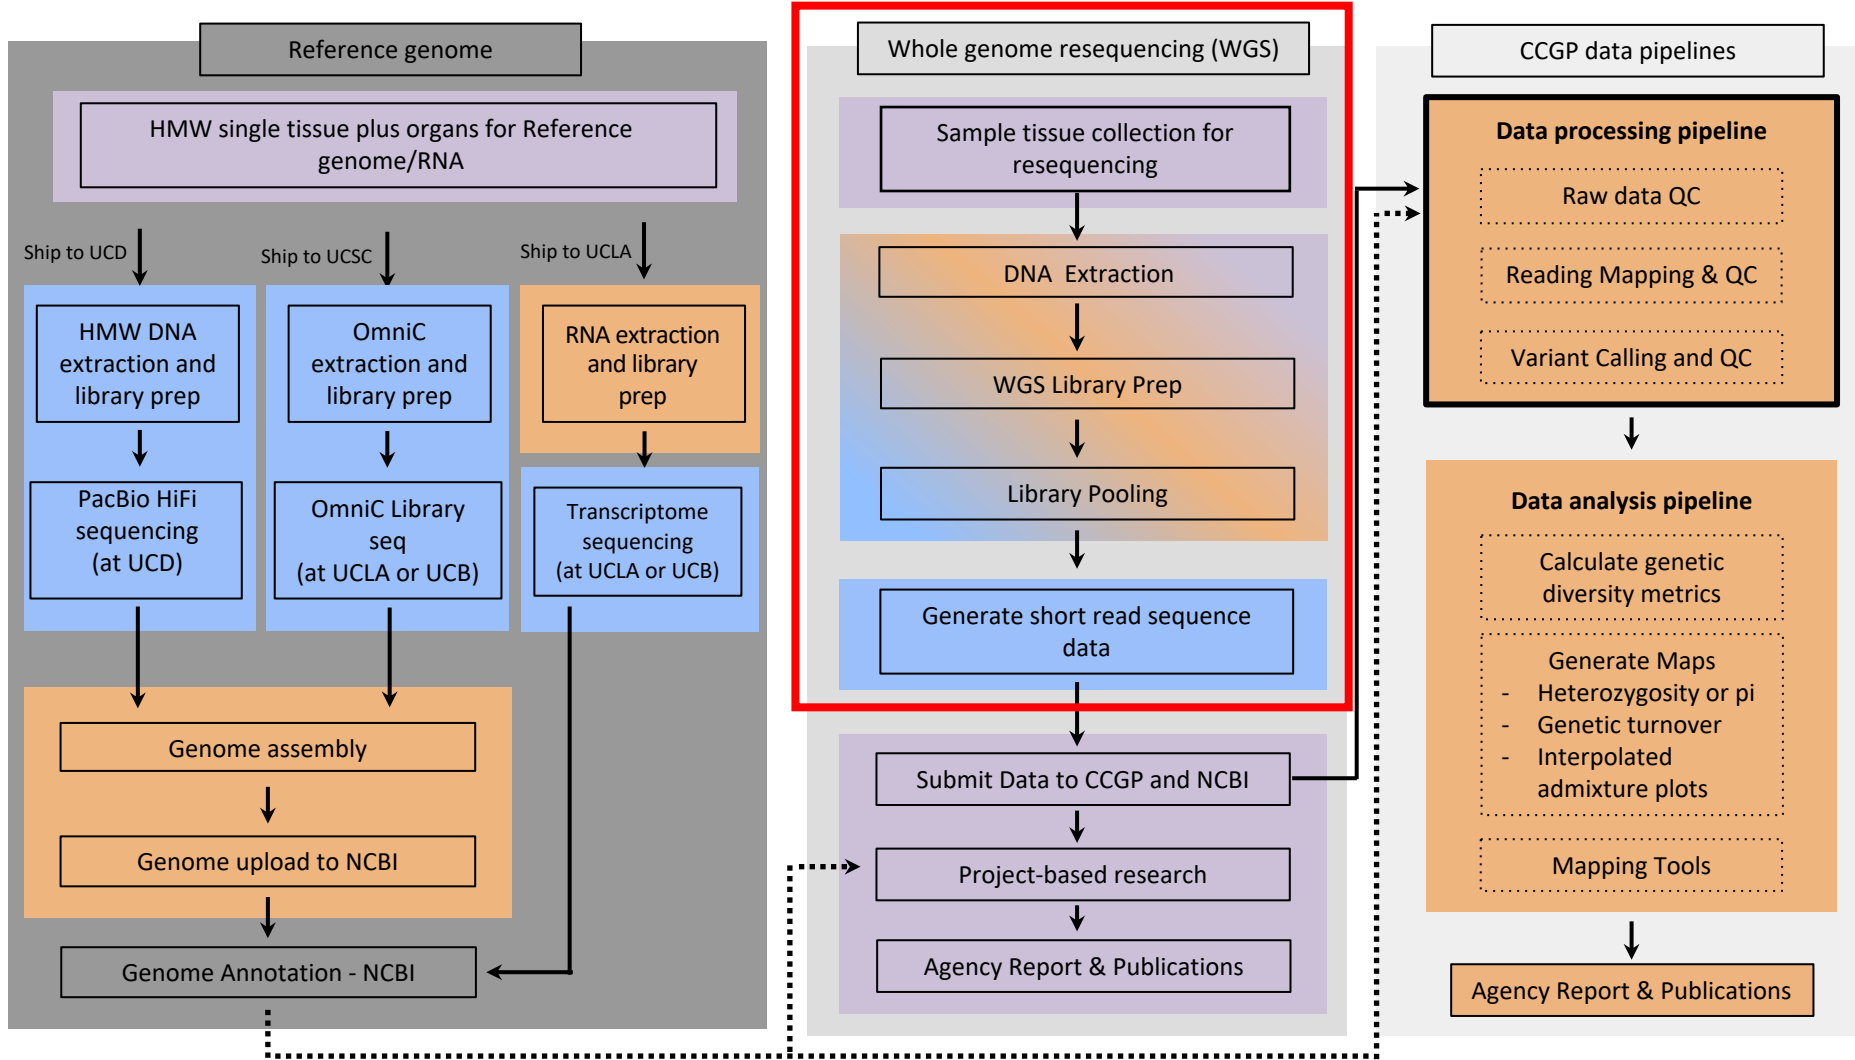 Reference genome
HMW single tissue plus organs for Reference
genome/RNA
Ship to UCD
Ship to UCSC
Ship to UCLA
HMW DNA
extraction and
library prep
OmniC
extraction and
library prep
RNA extraction
and library
prep
PacBio HiFi
sequencing
(at UCD)
OmniC Library
seq
(at UCLA or UCB)
Transcriptome
sequencing
(at UCLA or UCB)
Genome assembly
Genome upload to NCBI
Genome Annotation - NCBI
Whole genome resequencing (WGS)
Sample tissue collection for
resequencing
DNA Extraction
WGS Library Prep
Library Pooling
Generate short read sequence
data
Submit Data to CCGP and NCBI
Project-based research
Agency Report & Publications
CCGP data pipelines
Data processing pipeline
Raw data QC
Reading Mapping & QC
Variant Calling and QC
Data analysis pipeline
Calculate genetic
diversity metrics
Generate Maps
- Heterozygosity or pi
- Genetic turnover
- Interpolated
admixture plots
Mapping Tools
Agency Report & Publications